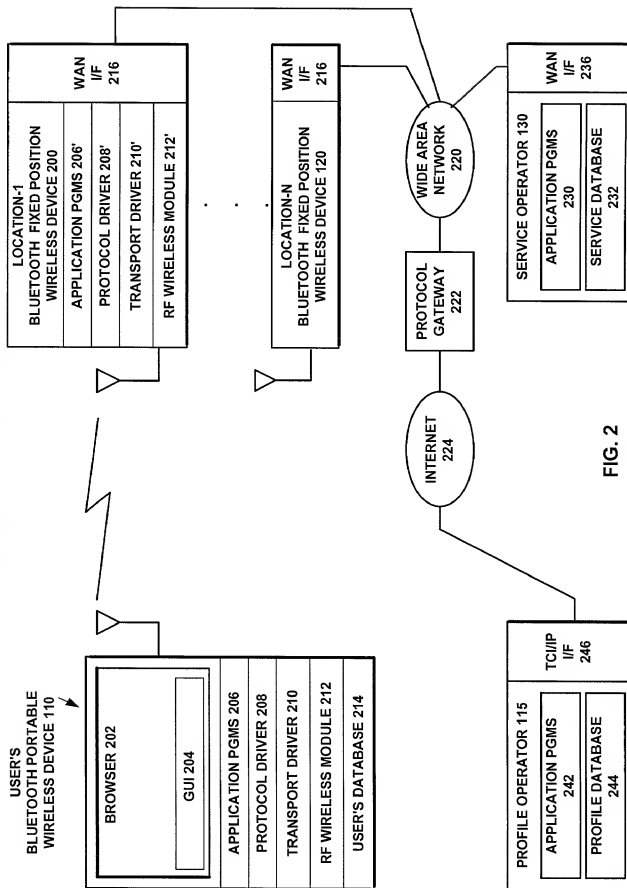 USER'S
BLUETOOTH PORTABLE
WIRELESS DEVICE 110
BROWSER 202
GUI 204
APPLICATION PGMS 206
PROTOCOL DRIVER 208
TRANSPORT DRIVER 210
RF WIRELESS MODULE 212
USER'S DATABASE 214
LOCATION-1
BLUETOOTH FIXED POSITION
WIRELESS DEVICE 200
APPLICATION PGMS 206'
PROTOCOL DRIVER 208'
TRANSPORT DRIVER 210'
RF WIRELESS MODULE 212'
WAN
I/F
216
. . .
LOCATION-N
BLUETOOTH FIXED POSITION
WIRELESS DEVICE 120
WAN
I/F
216
PROFILE OPERATOR 115
APPLICATION PGMS
242
PROFILE DATABASE
244
TCI/IP
I/F
246
INTERNET
224
PROTOCOL
GATEWAY
222
WIDE AREA
NETWORK
220
SERVICE OPERATOR 130
APPLICATION PGMS
230
SERVICE DATABASE
232
WAN
I/F
236
FIG. 2